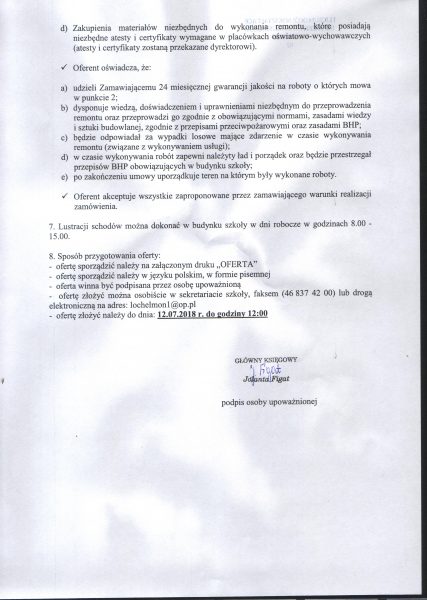 d) Zakupienia materiałów niezbędnych do wykonania remontu, które posiadają
niezbędne atesty i certyfikaty wymagane w placówkach oświatowo-wychowawczych
(atesty i certyfikaty zostaną przekazane dyrektorowi).
✓ Oferent oświadcza, że:
a) udzieli Zamawiającemu 24 miesięcznej gwarancji jakości na roboty o których mowa
w punkcie 2;
b) dysponuje wiedzą, doświadczeniem i uprawnieniami niezbędnym do przeprowadzenia
remontu oraz przeprowadzi go zgodnie z obowiązującymi normami, zasadami wiedzy
i sztuki budowlanej, zgodnie z przepisami przeciwpożarowymi oraz zasadami BHP;
c) będzie odpowiadał za wypadki losowe mające zdarzenie w czasie wykonywania
remontu (związane z wykonywaniem usługi);
d) w czasie wykonywania robót zapewni należyty ład i porządek oraz będzie przestrzegał
przepisów BHP obowiązujących w budynku szkoły;
e) po zakończeniu umowy uporządkuje teren na którym były wykonane roboty.
✓ Oferent akceptuje wszystkie zaproponowane przez zamawiającego warunki realizacji
zamówienia.
7. Lustracji schodów można dokonać w budynku szkoły w dni robocze w godzinach 8.00 -
15.00.
8. Sposób przygotowania oferty:
- ofertę sporządzić należy na załączonym druku „OFERTA”
- ofertę sporządzić należy w języku polskim, w formie pisemnej
- oferta winna być podpisana przez osobę upoważnioną
- ofertę złożyć można osobiście w sekretariacie szkoły, faksem (46 837 42 00) lub drogą
elektroniczną na adres: lochelmon1@op.pl
- ofertę złożyć należy do dnia: 12.07.2018 r. do godziny 12:00
GŁÓWNY KSIĘGOWY
J. Figat
Jolanta Figat
podpis osoby upoważnionej